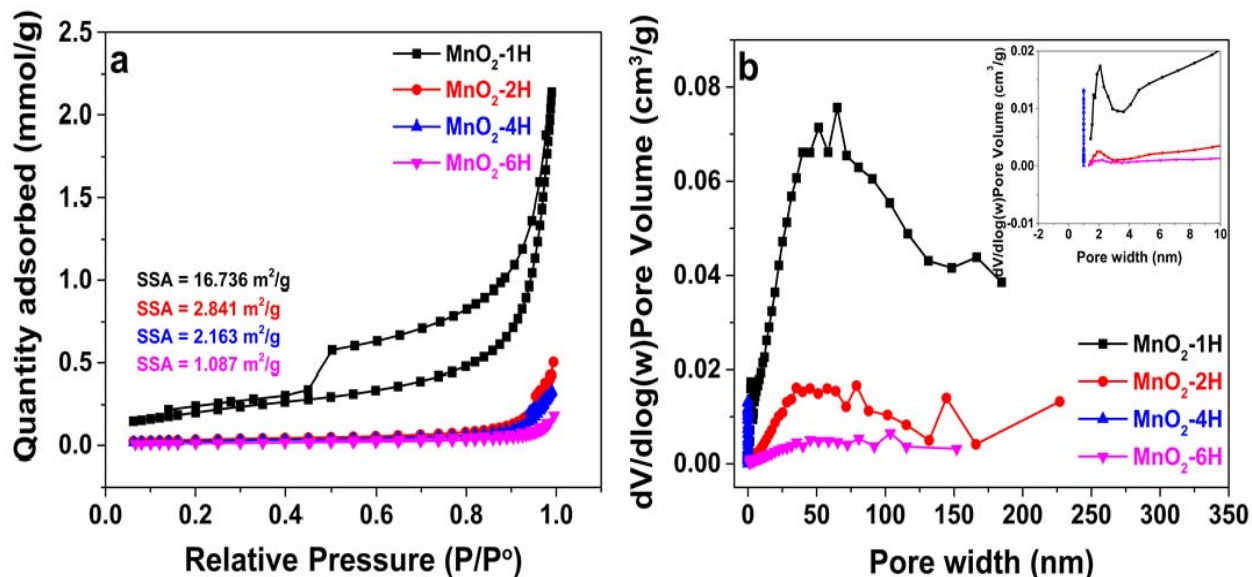 a
MnO2-1H
MnO2-2H
MnO2-4H
MnO2-6H
SSA = 16.736 m2/g
SSA = 2.841 m2/g
SSA = 2.163 m2/g
SSA = 1.087 m2/g
Quantity adsorbed (mmol/g)
2.5
2.0
1.5
1.0
0.5
0.0
0.0
0.2
0.4
0.6
0.8
1.0
Relative Pressure (P/Po)
b
dV/dlog(w)Pore Volume (cm3/g)
0.08
0.06
0.04
0.02
0.00
0
50
100
150
200
250
300
350
Pore width (nm)
MnO2-1H
MnO2-2H
MnO2-4H
MnO2-6H
dV/dlog(w)Pore Volume (cm3/g)
0.02
0.01
0.00
-0.01
-2
0
2
4
6
8
10
Pore width (nm)